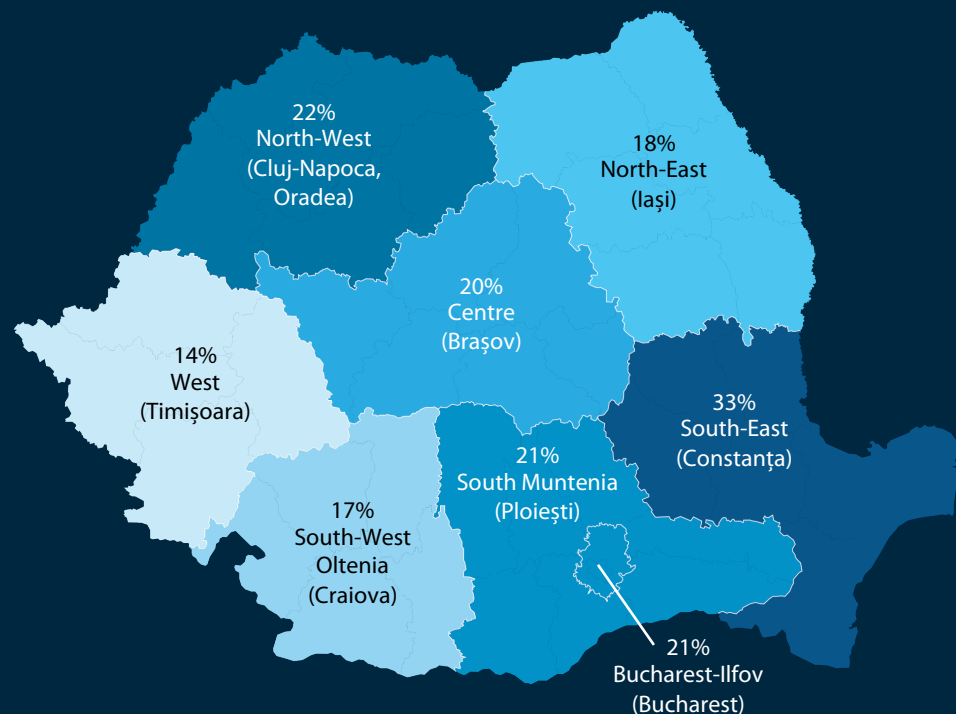 22%
North-West
(Cluj-Napoca,
Oradea)
18%
North-East
(Iași)
20%
Centre
(Brașov)
14%
West
(Timișoara)
33%
South-East
(Constanța)
21%
South Muntenia
(Ploiești)
17%
South-West
Oltenia
(Craiova)
21%
Bucharest-Ilfov
(Bucharest)